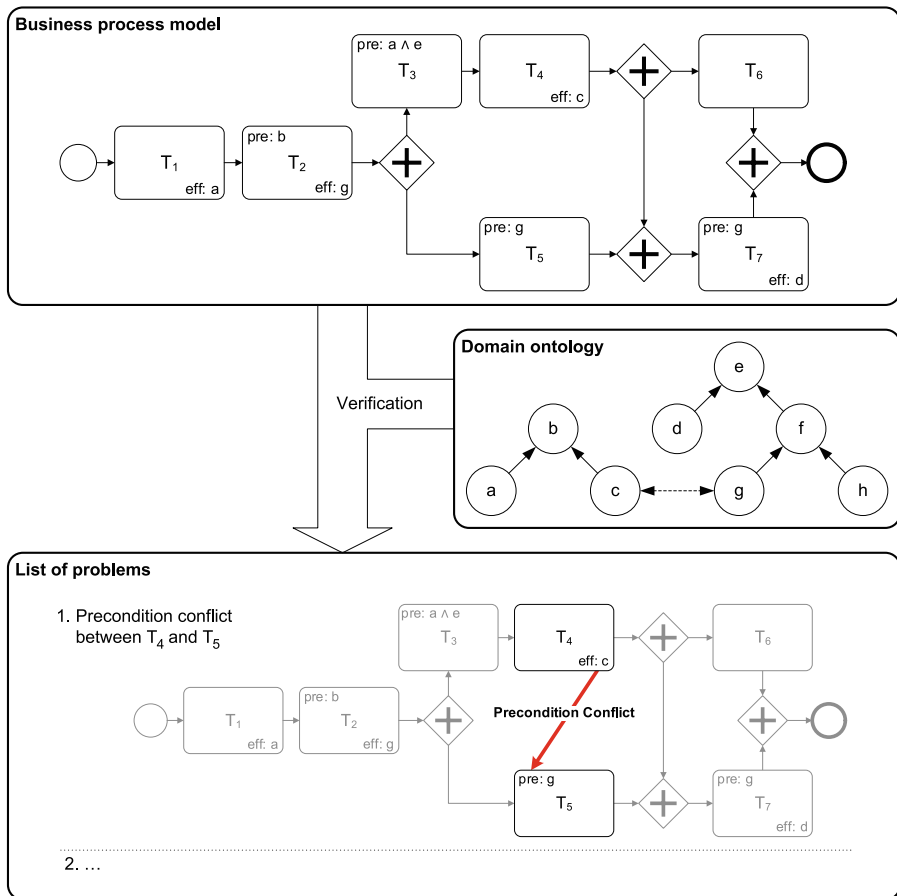 Business process model
pre: a ∧ e
T3
T4
eff: c
T6
T1
eff: a
pre: b
T2
eff: g
pre: g
T5
pre: g
T7
eff: d
Verification
Domain ontology
e
b
d
f
a
c
g
h
List of problems
1. Precondition conflict
between T4 and T5
pre: a ∧ e
T3
T4
eff: c
T6
T1
eff: a
pre: b
T2
eff: g
Precondition Conflict
pre: g
T5
pre: g
T7
eff: d
2. …